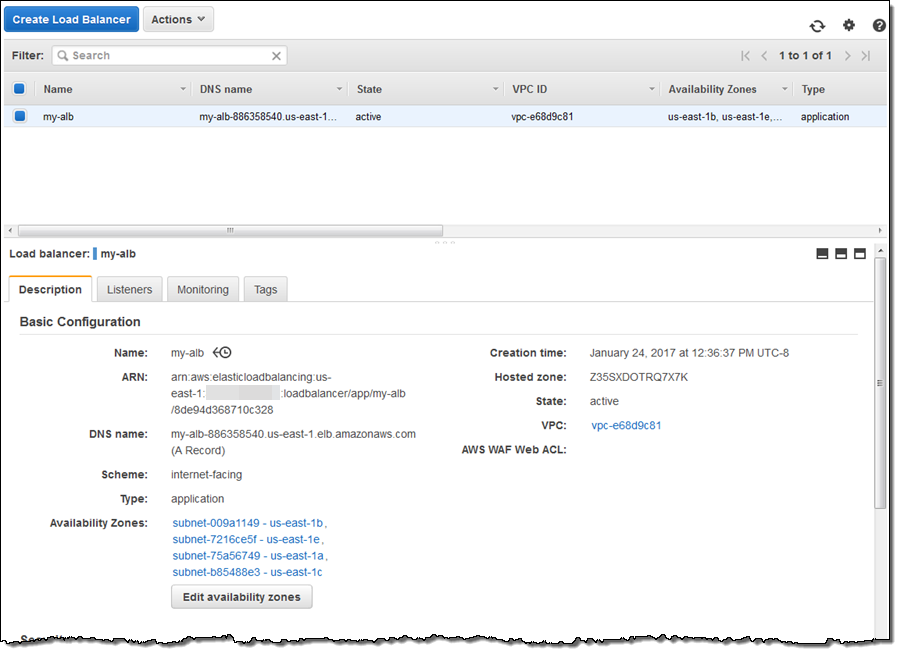 Create Load Balancer Actions
Filter: Search 1 to 1 of 1
Name DNS name State VPC ID Availability Zones Type
my-alb my-alb-886358540.us-east-1... active vpc-e68d9c81 us-east-1b, us-east-1e,... application
Load balancer: my-alb
Description Listeners Monitoring Tags
Basic Configuration
Name: my-alb
ARN: arn:aws:elasticloadbalancing:us-
east-1: :loadbalancer/app/my-alb
/8de94d368710c328
DNS name: my-alb-886358540.us-east-1.elb.amazonaws.com
(A Record)
Scheme: internet-facing
Type: application
Availability Zones: subnet-009a1149 - us-east-1b,
subnet-7216ce5f - us-east-1e,
subnet-75a56749 - us-east-1a,
subnet-b85488e3 - us-east-1c
Edit availability zones
Creation time: January 24, 2017 at 12:36:37 PM UTC-8
Hosted zone: Z35SXDOTRQ7X7K
State: active
VPC: vpc-e68d9c81
AWS WAF Web ACL: